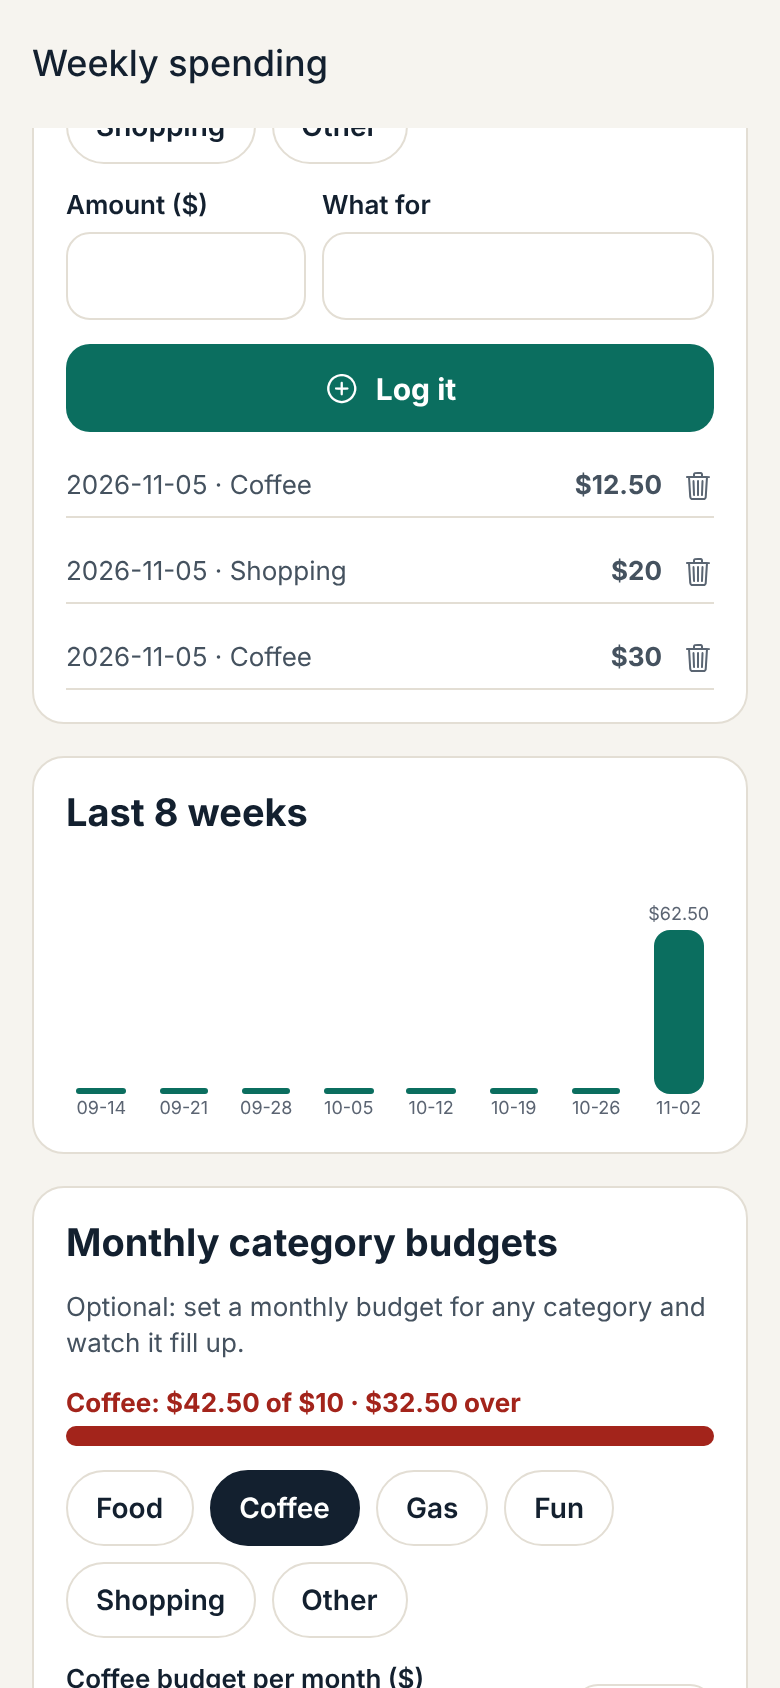 Weekly spending
Shopping Other
Amount ($) What for
Log it
2026-11-05 · Coffee $12.50
2026-11-05 · Shopping $20
2026-11-05 · Coffee $30
Last 8 weeks
$62.50
09-14 09-21 09-28 10-05 10-12 10-19 10-26 11-02
Monthly category budgets
Optional: set a monthly budget for any category and
watch it fill up.
Coffee: $42.50 of $10 · $32.50 over
Food Coffee Gas Fun
Shopping Other
Coffee budget per month ($)